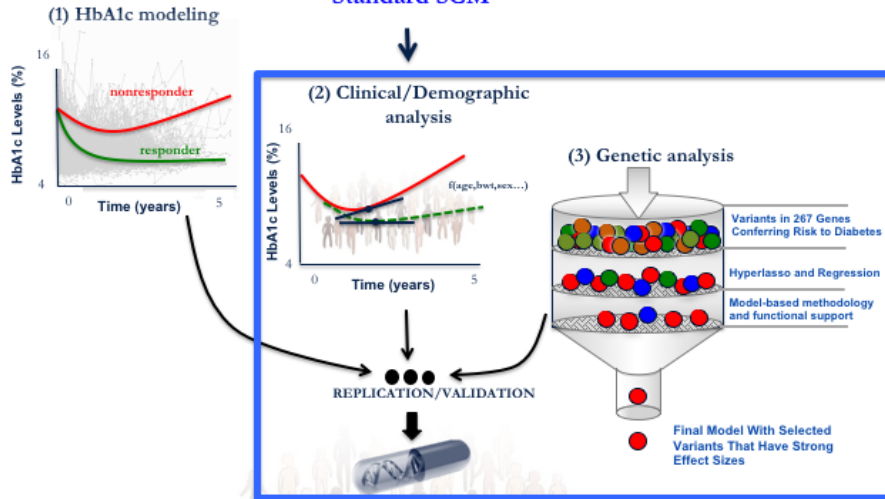 (1) HbA1c modeling
Standard SCM
16
HbA1c Levels (%)
nonresponder
responder
4
0
5
Time (years)
(2) Clinical/Demographic
analysis
16
HbA1c Levels (%)
f(age,bwt,sex...)
4
0
5
Time (years)
(3) Genetic analysis
Variants in 267 Genes
Conferring Risk to Diabetes
Hyperlasso and Regression
Model-based methodology
and functional support
REPLICATION/VALIDATION
Final Model With Selected
Variants That Have Strong
Effect Sizes